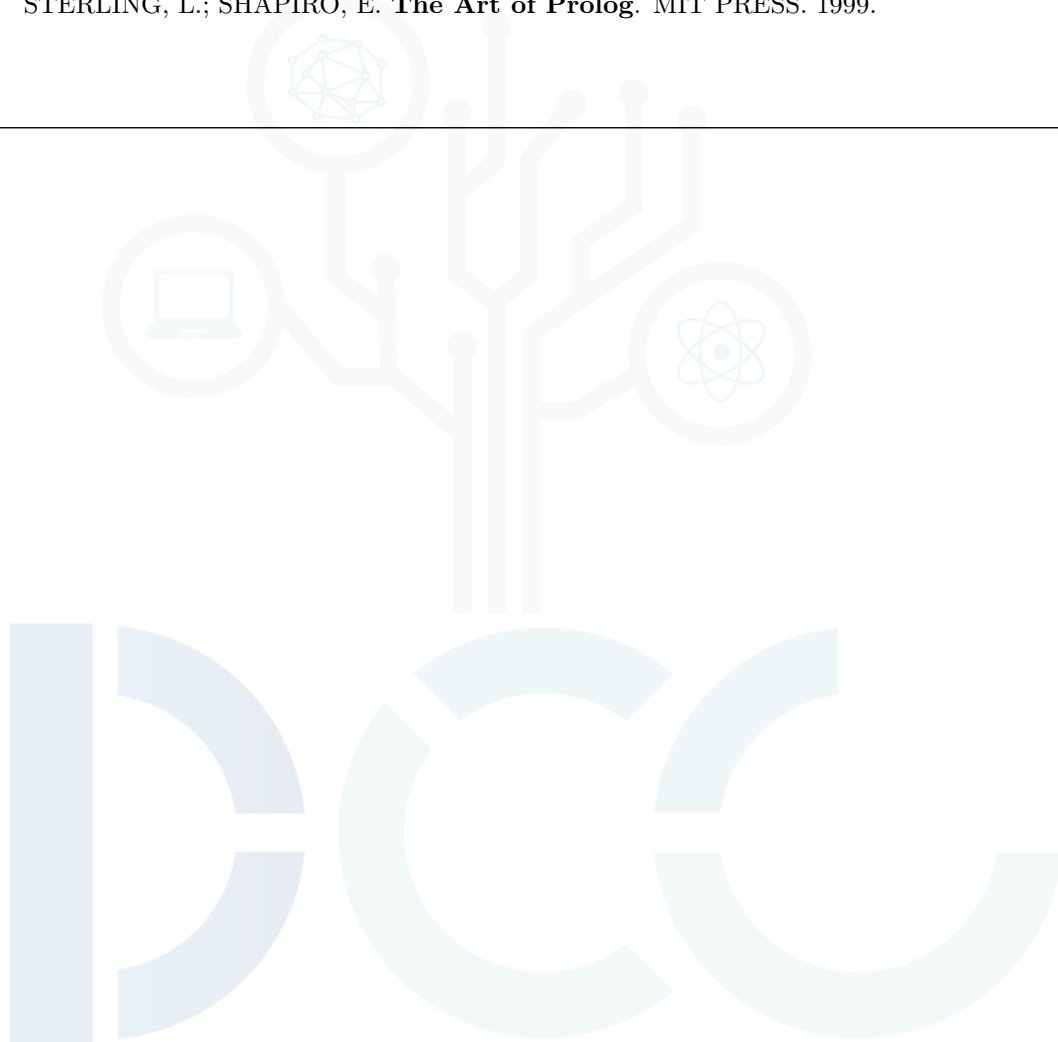 STERLING, L.; SHAPIRO, E. The Art of Prolog. MIT PRESS. 1999.
DCC